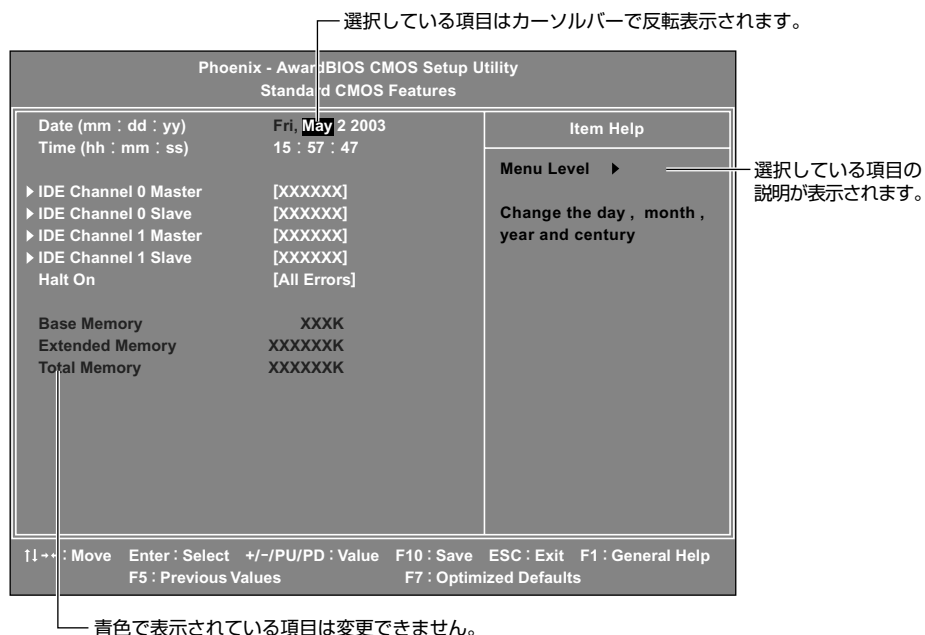 選択している項目はカーソルバーで反転表示されます。
Phoenix - AwardBIOS CMOS Setup Utility
Standard CMOS Features
Date (mm : dd : yy) Fri, May 2 2003
Time (hh : mm : ss) 15 : 57 : 47
▶ IDE Channel 0 Master [XXXXXX]
▶ IDE Channel 0 Slave [XXXXXX]
▶ IDE Channel 1 Master [XXXXXX]
▶ IDE Channel 1 Slave [XXXXXX]
Halt On [All Errors]
Base Memory XXXK
Extended Memory XXXXXXK
Total Memory XXXXXXK
Item Help
Menu Level ▶
Change the day , month ,
year and century
選択している項目の
説明が表示されます。
↑↓→← : Move Enter : Select +/-/PU/PD : Value F10 : Save ESC : Exit F1 : General Help
F5 : Previous Values F7 : Optimized Defaults
青色で表示されている項目は変更できません。